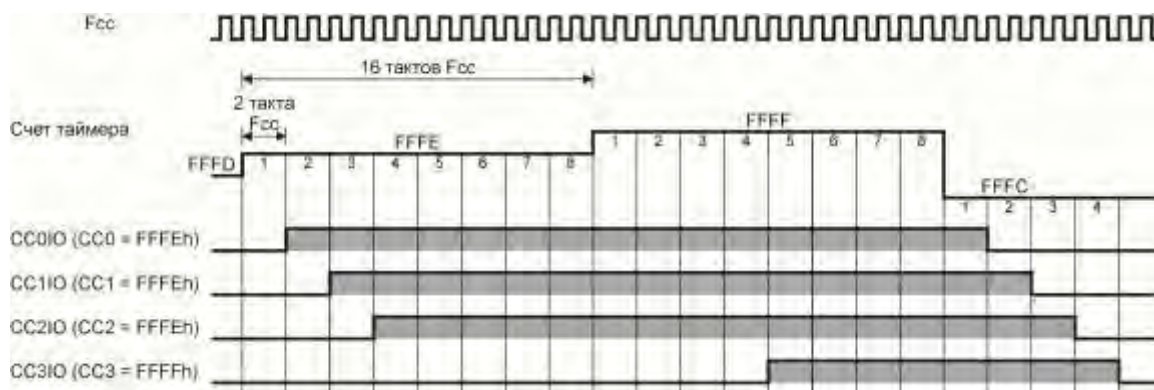 Fcc
16 тактов Fcc
2 такта
Fcc
Счет таймера
FFFD
FFFE
FFFF
FFFC
1 2 3 4 5 6 7 8
1 2 3 4 5 6 7 8
1 2 3 4
CC0IO (CC0 = FFFEh)
CC1IO (CC1 = FFFEh)
CC2IO (CC2 = FFFEh)
CC3IO (CC3 = FFFFh)